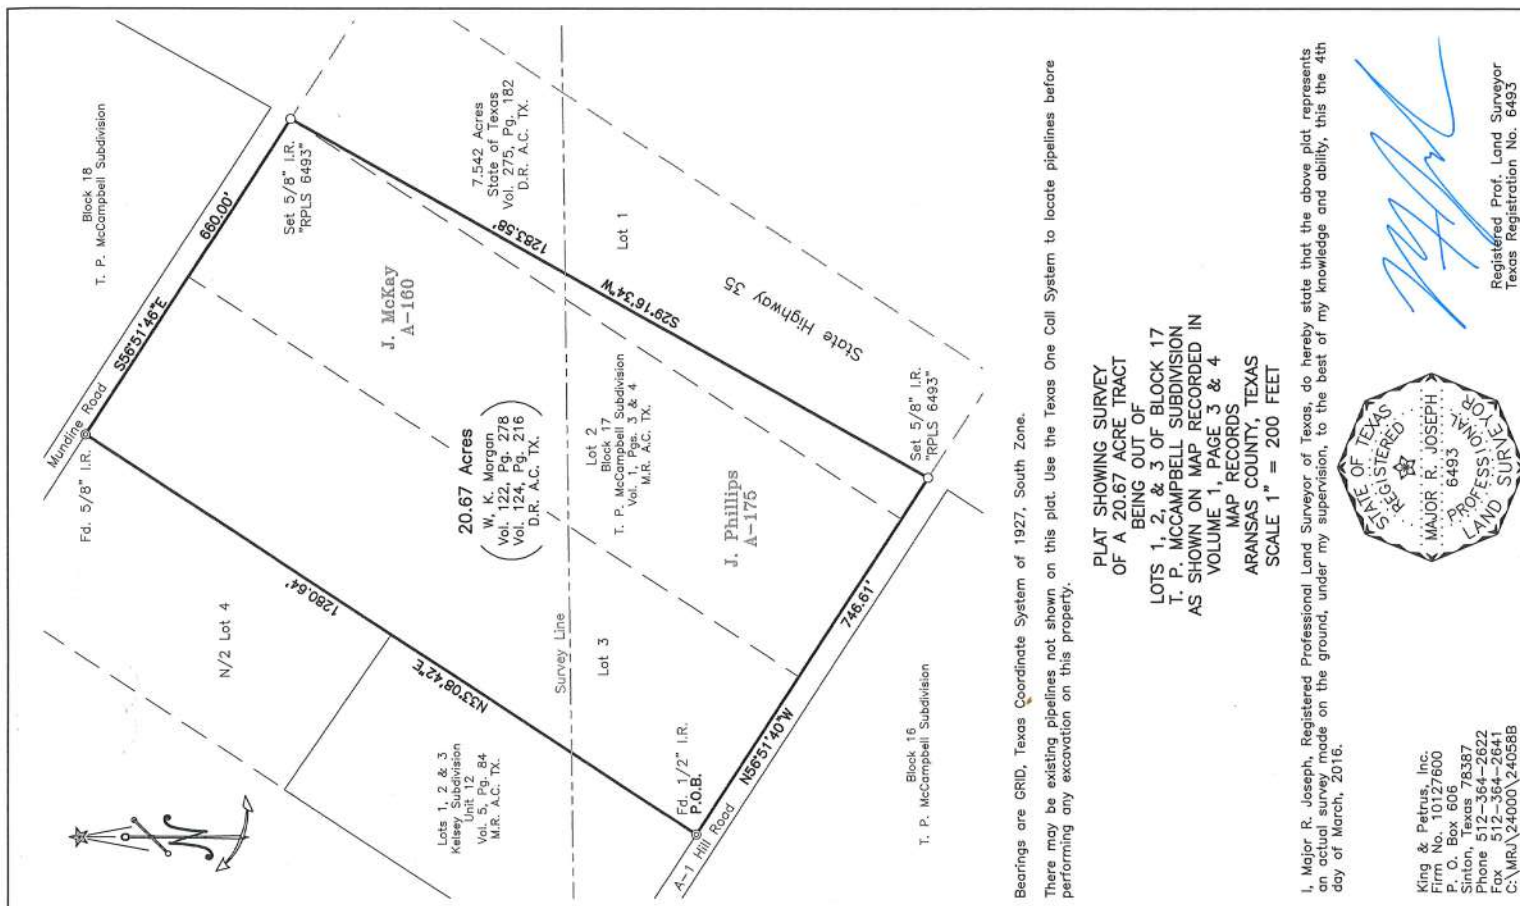 Block 18
T. P. McCampbell Subdivision
Mundine Road
S56°51'46"E
660.00'
Fd. 5/8" I.R.
Set 5/8" I.R.
"RPLS 6493"
7.542 Acres
State of Texas
Vol. 275, Pg. 182
D.R. A.C. TX.
J. McKay
A-160
N/2 Lot 4
1280.64'
N33°08'42"E
1283.58'
S29°16'34"W
Lot 1
State Highway 35
20.67 Acres
W. K. Morgan
Vol. 122, Pg. 278
Vol. 124, Pg. 216
D.R. A.C. TX.
Lot 2
Block 17
T. P. McCampbell Subdivision
Vol. 1, Pgs. 3 & 4
M.R. A.C. TX.
Survey Line
Lot 3
J. Phillips
A-175
Lots 1, 2 & 3
Kelsey Subdivision
Unit 12
Vol. 5, Pg. 84
M.R. A.C. TX.
Fd. 1/2" I.R.
P.O.B.
A-1 Hill Road
N56°51'40"W
746.61'
Set 5/8" I.R.
"RPLS 6493"
Block 16
T. P. McCampbell Subdivision
N
Bearings are GRID, Texas Coordinate System of 1927, South Zone.
There may be existing pipelines not shown on this plat. Use the Texas One Call System to locate pipelines before
performing any excavation on this property.
PLAT SHOWING SURVEY
OF A 20.67 ACRE TRACT
BEING OUT OF
LOTS 1, 2, & 3 OF BLOCK 17
T. P. MCCAMPBELL SUBDIVISION
AS SHOWN ON MAP RECORDED IN
VOLUME 1, PAGE 3 & 4
MAP RECORDS
ARANSAS COUNTY, TEXAS
SCALE 1" = 200 FEET
I, Major R. Joseph, Registered Professional Land Surveyor of Texas, do hereby state that the above plat represents
an actual survey made on the ground, under my supervision, to the best of my knowledge and ability, this the 4th
day of March, 2016.
King & Petrus, Inc.
Firm No. 10127600
P. O. Box 606
Sinton, Texas 78387
Phone 512-364-2622
Fax 512-364-2641
C:\MRJ\24000\24058B
STATE OF TEXAS
REGISTERED
MAJOR R. JOSEPH
6493
PROFESSIONAL
LAND SURVEYOR
Registered Prof. Land Surveyor
Texas Registration No. 6493